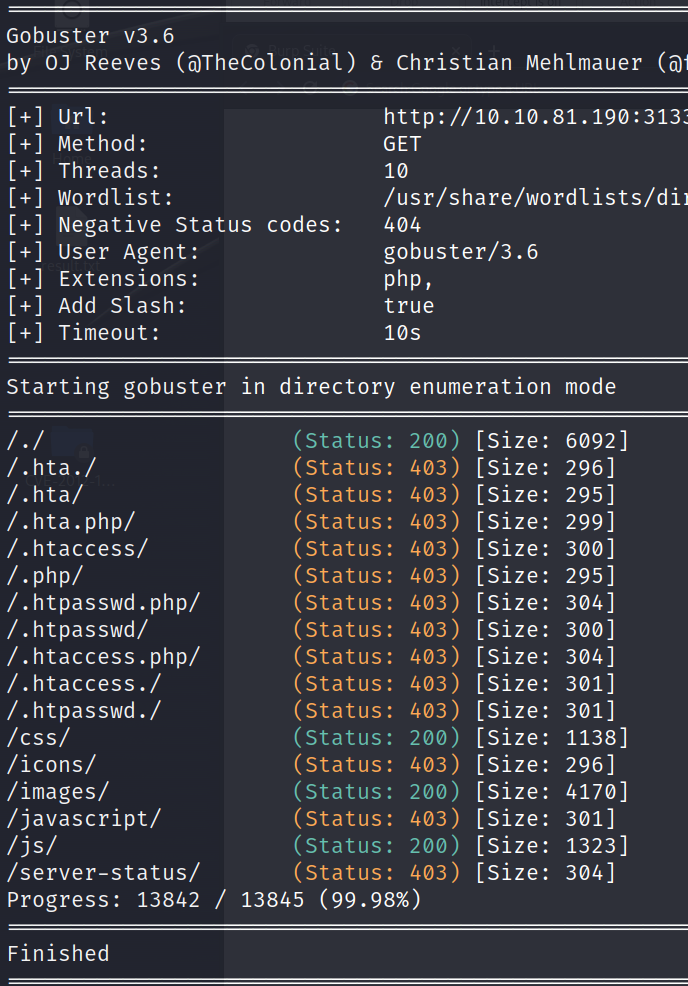 Gobuster v3.6
by OJ Reeves (@TheColonial) & Christian Mehlmauer (@
[+] Url: http://10.10.81.190:3133
[+] Method: GET
[+] Threads: 10
[+] Wordlist: /usr/share/wordlists/dir
[+] Negative Status codes: 404
[+] User Agent: gobuster/3.6
[+] Extensions: php,
[+] Add Slash: true
[+] Timeout: 10s
Starting gobuster in directory enumeration mode
/./ (Status: 200) [Size: 6092]
/.hta./ (Status: 403) [Size: 296]
/.hta/ (Status: 403) [Size: 295]
/.hta.php/ (Status: 403) [Size: 299]
/.htaccess/ (Status: 403) [Size: 300]
/.php/ (Status: 403) [Size: 295]
/.htpasswd.php/ (Status: 403) [Size: 304]
/.htpasswd/ (Status: 403) [Size: 300]
/.htaccess.php/ (Status: 403) [Size: 304]
/.htaccess./ (Status: 403) [Size: 301]
/.htpasswd./ (Status: 403) [Size: 301]
/css/ (Status: 200) [Size: 1138]
/icons/ (Status: 403) [Size: 296]
/images/ (Status: 200) [Size: 4170]
/javascript/ (Status: 403) [Size: 301]
/js/ (Status: 200) [Size: 1323]
/server-status/ (Status: 403) [Size: 304]
Progress: 13842 / 13845 (99.98%)
Finished